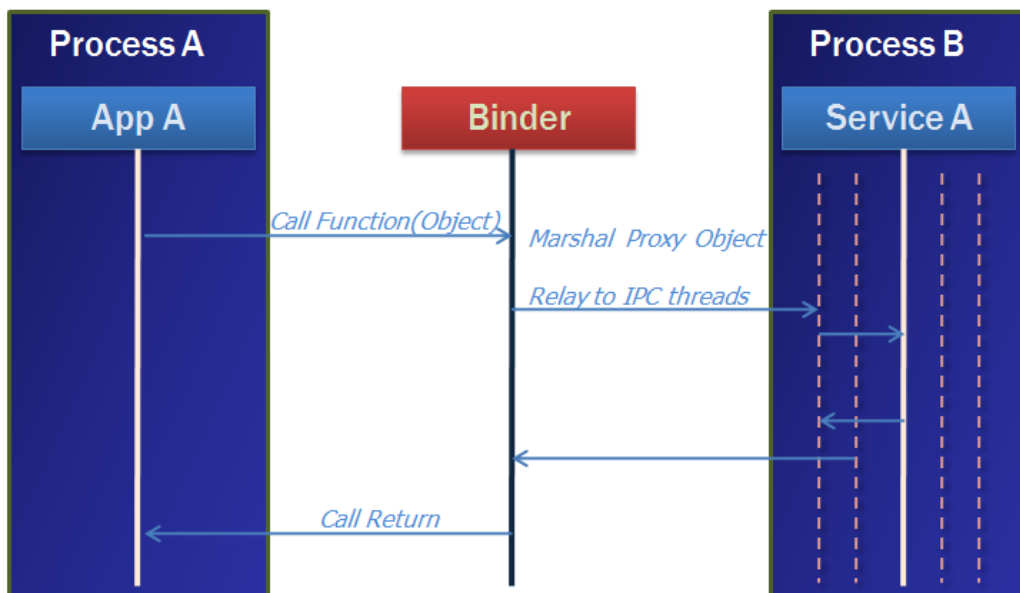 Process A
App A
Binder
Process B
Service A
Call Function(Object)
Marshal Proxy Object
Relay to IPC threads
Call Return